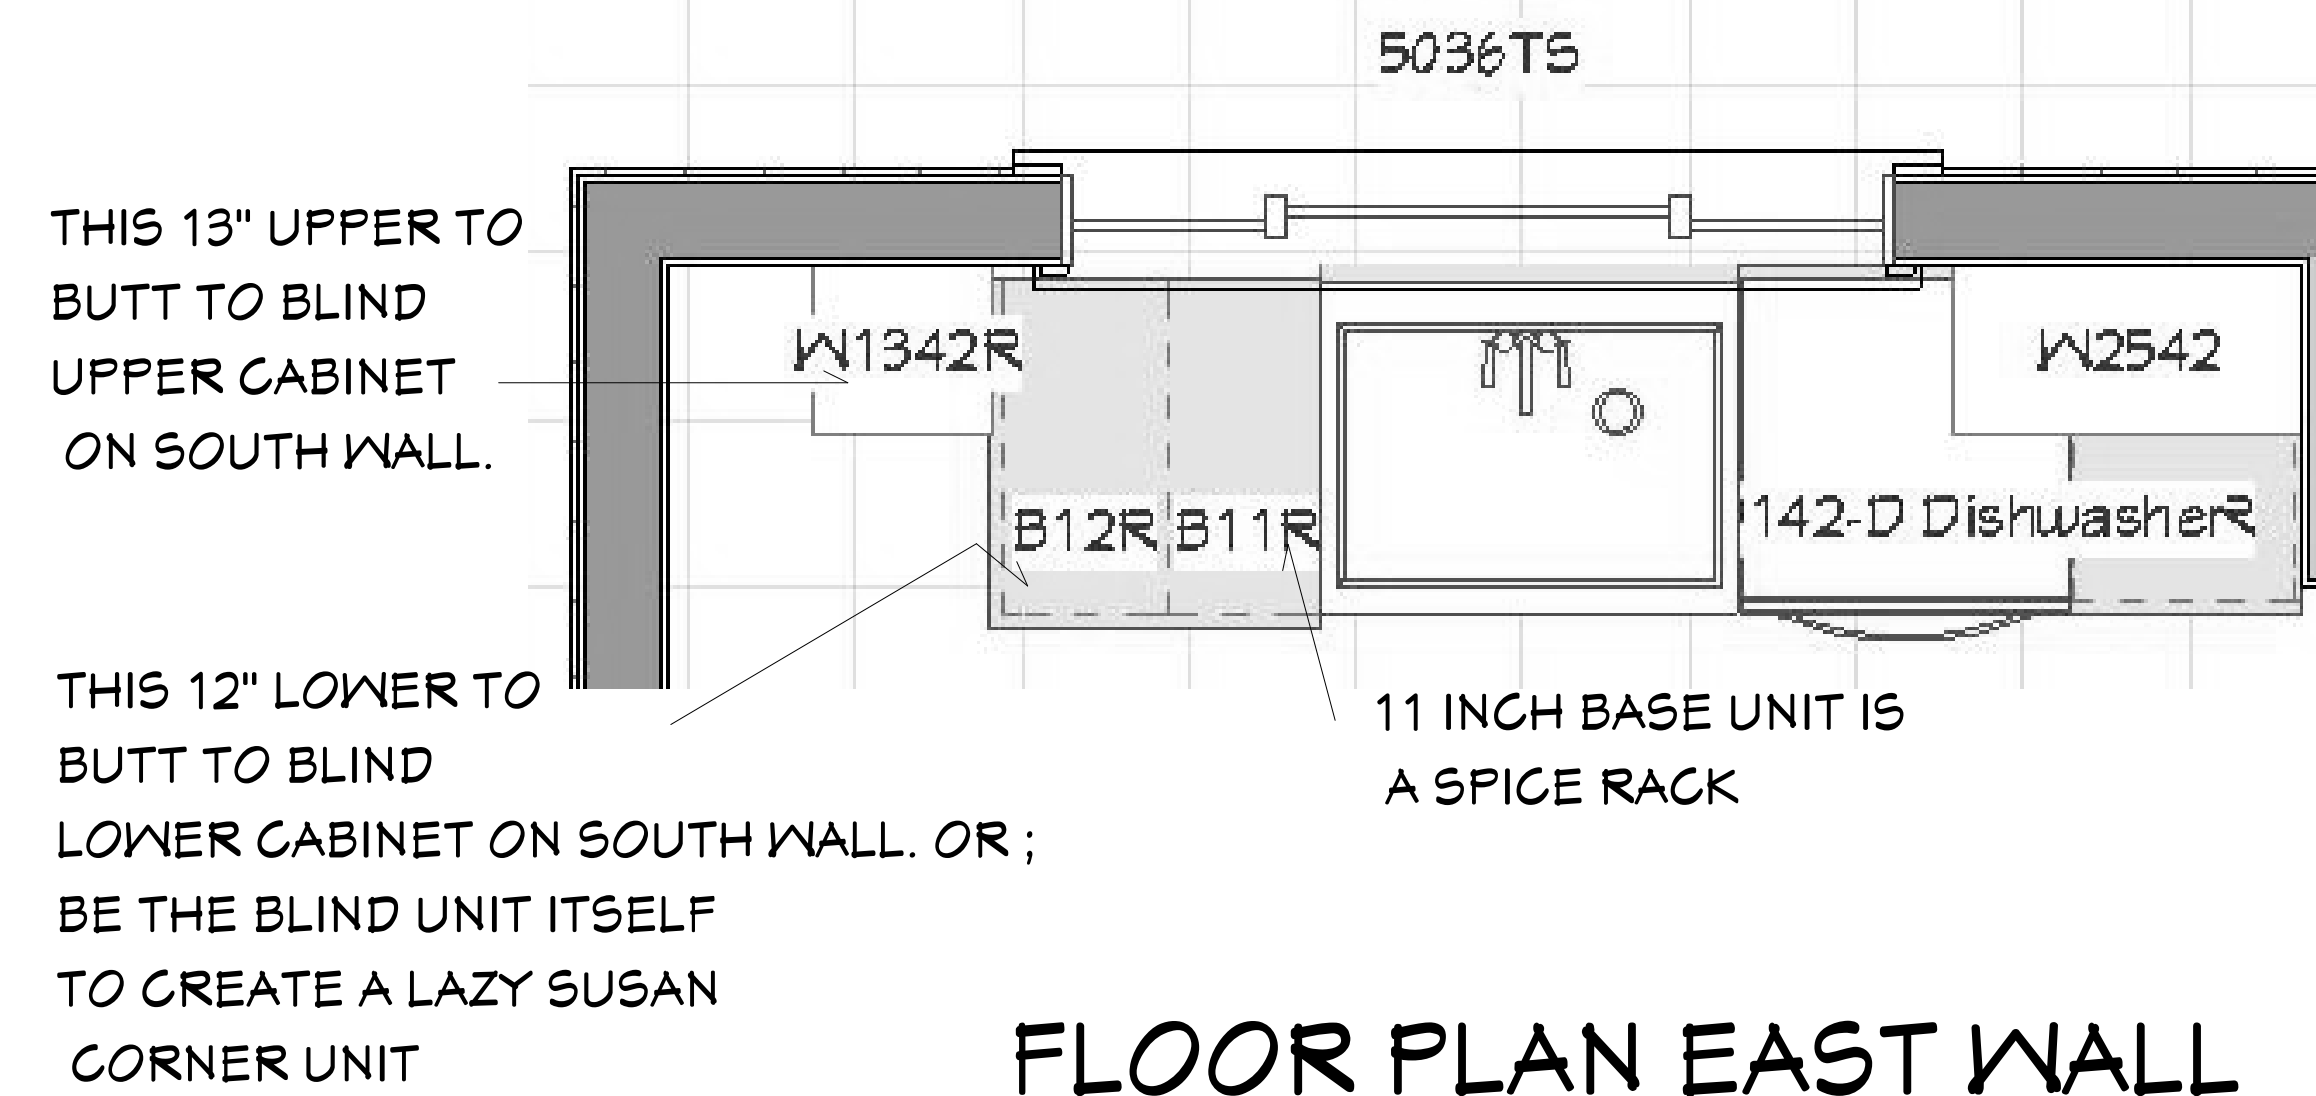 5036TS
THIS 13" UPPER TO
BUTT TO BLIND
UPPER CABINET
ON SOUTH WALL.
W1342R
W2542
B12R
B11R
142-D DishwasherR
THIS 12" LOWER TO
BUTT TO BLIND
LOWER CABINET ON SOUTH WALL. OR ;
BE THE BLIND UNIT ITSELF
TO CREATE A LAZY SUSAN
CORNER UNIT
11 INCH BASE UNIT IS
A SPICE RACK
FLOOR PLAN EAST WALL